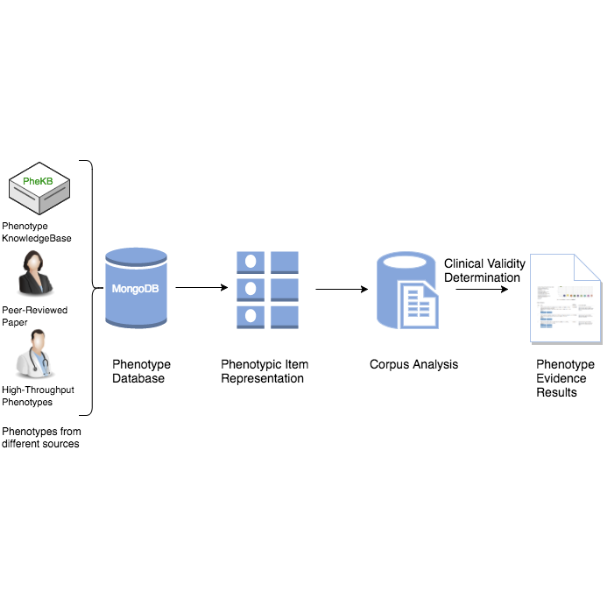 PheKB
Phenotype
KnowledgeBase
Peer-Reviewed
Paper
High-Throughput
Phenotypes
Phenotypes from
different sources
MongoDB
Phenotype
Database
Phenotypic Item
Representation
Corpus Analysis
Clinical Validity
Determination
Phenotype
Evidence
Results